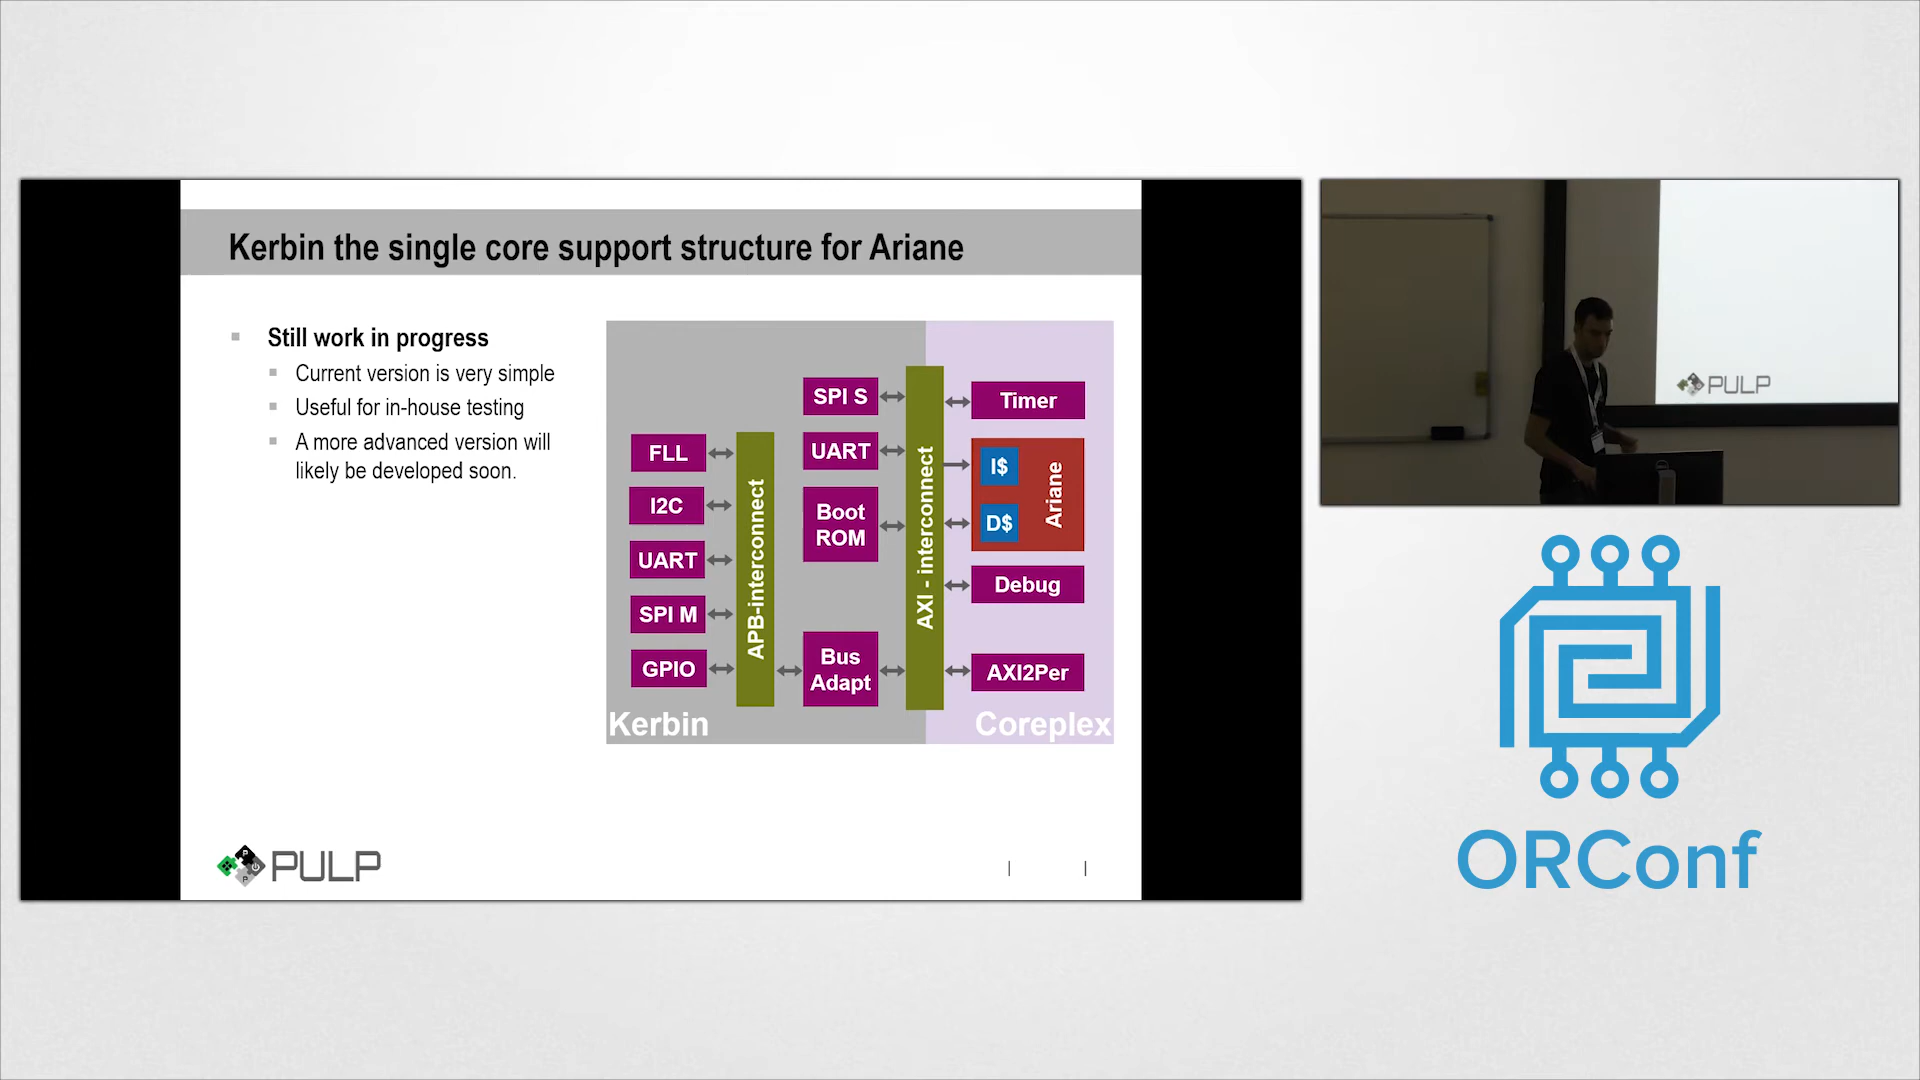 Kerbin the single core support structure for Ariane
Still work in progress
Current version is very simple
Useful for in-house testing
A more advanced version will
likely be developed soon.
FLL
I2C
UART
SPI M
GPIO
APB-interconnect
SPI S
UART
Boot
ROM
Bus
Adapt
AXI - interconnect
Timer
I$
D$
Ariane
Debug
AXI2Per
Kerbin
Coreplex
PULP
PULP
ORConf